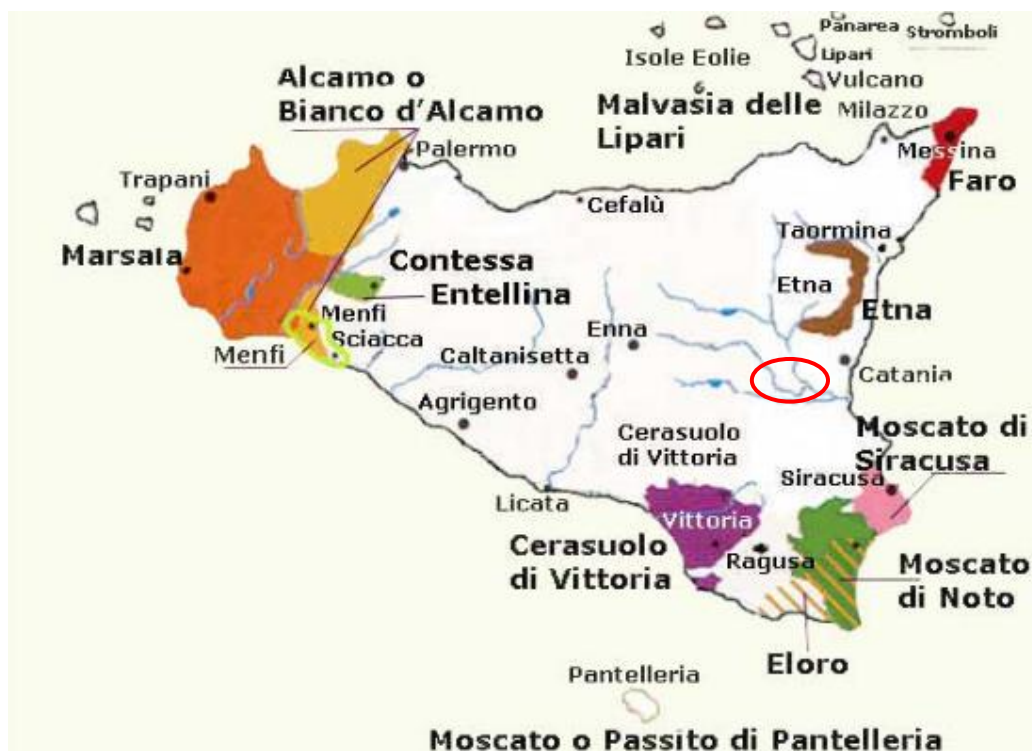 Panarea
Stromboli
Isole Eolie
Lipari
Vulcano
Alcamo o
Bianco d'Alcamo
Malvasia delle
Lipari
Milazzo
Palermo
Messina
Faro
Trapani
Cefalù
Taormina
Marsala
Contessa
Entellina
Etna
Etna
Menfi
Sciacca
Menfi
Enna
Caltanisetta
Catania
Agrigento
Cerasuolo
di Vittoria
Moscato di
Siracusa
Siracusa
Licata
Vittoria
Cerasuolo
di Vittoria
Ragusa
Moscato
di Noto
Eloro
Pantelleria
Moscato o Passito di Pantelleria